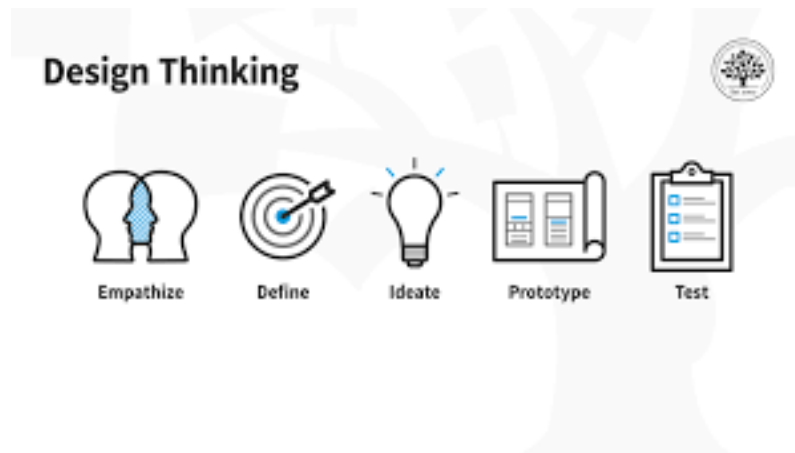 Design Thinking
Empathize
Define
Ideate
Prototype
Test